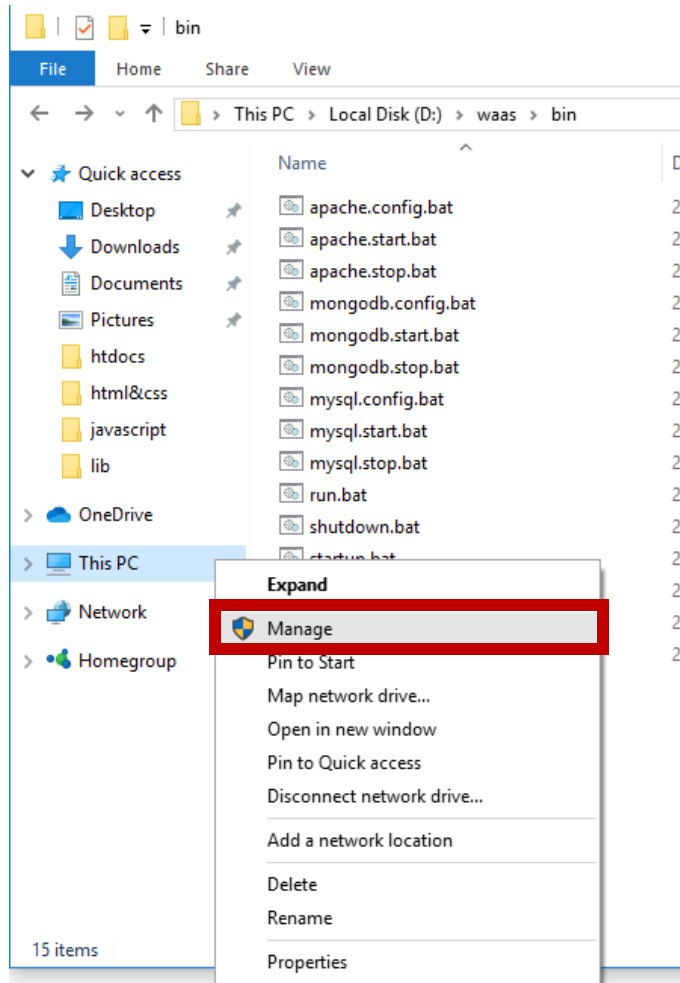 bin
File Home Share View
This PC > Local Disk (D:) > waas > bin
Quick access
Desktop
Downloads
Documents
Pictures
htdocs
html&css
javascript
lib
OneDrive
This PC
Network
Homegroup
Name
apache.config.bat
apache.start.bat
apache.stop.bat
mongodb.config.bat
mongodb.start.bat
mongodb.stop.bat
mysql.config.bat
mysql.start.bat
mysql.stop.bat
run.bat
shutdown.bat
startup.bat
Expand
Manage
Pin to Start
Map network drive...
Open in new window
Pin to Quick access
Disconnect network drive...
Add a network location
Delete
Rename
Properties
15 items